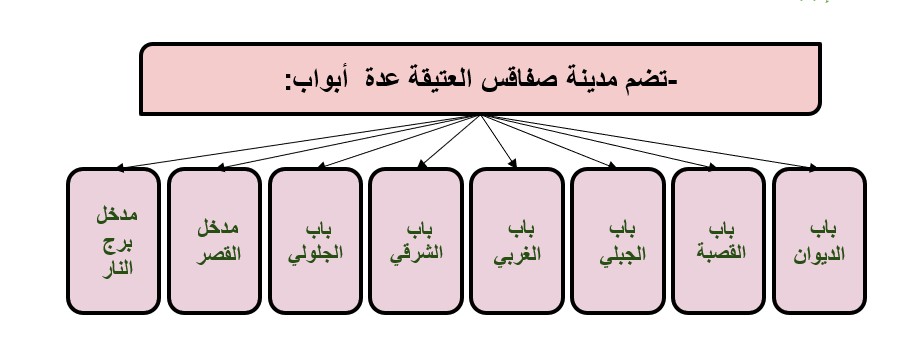 -تضم مدينة صفاقس العتيقة عدة أبواب:
باب
الديوان
باب
القصبة
باب
الجبلي
باب
الغربي
باب
الشرقي
باب
الجلولي
مدخل
القصر
مدخل
برج
النار